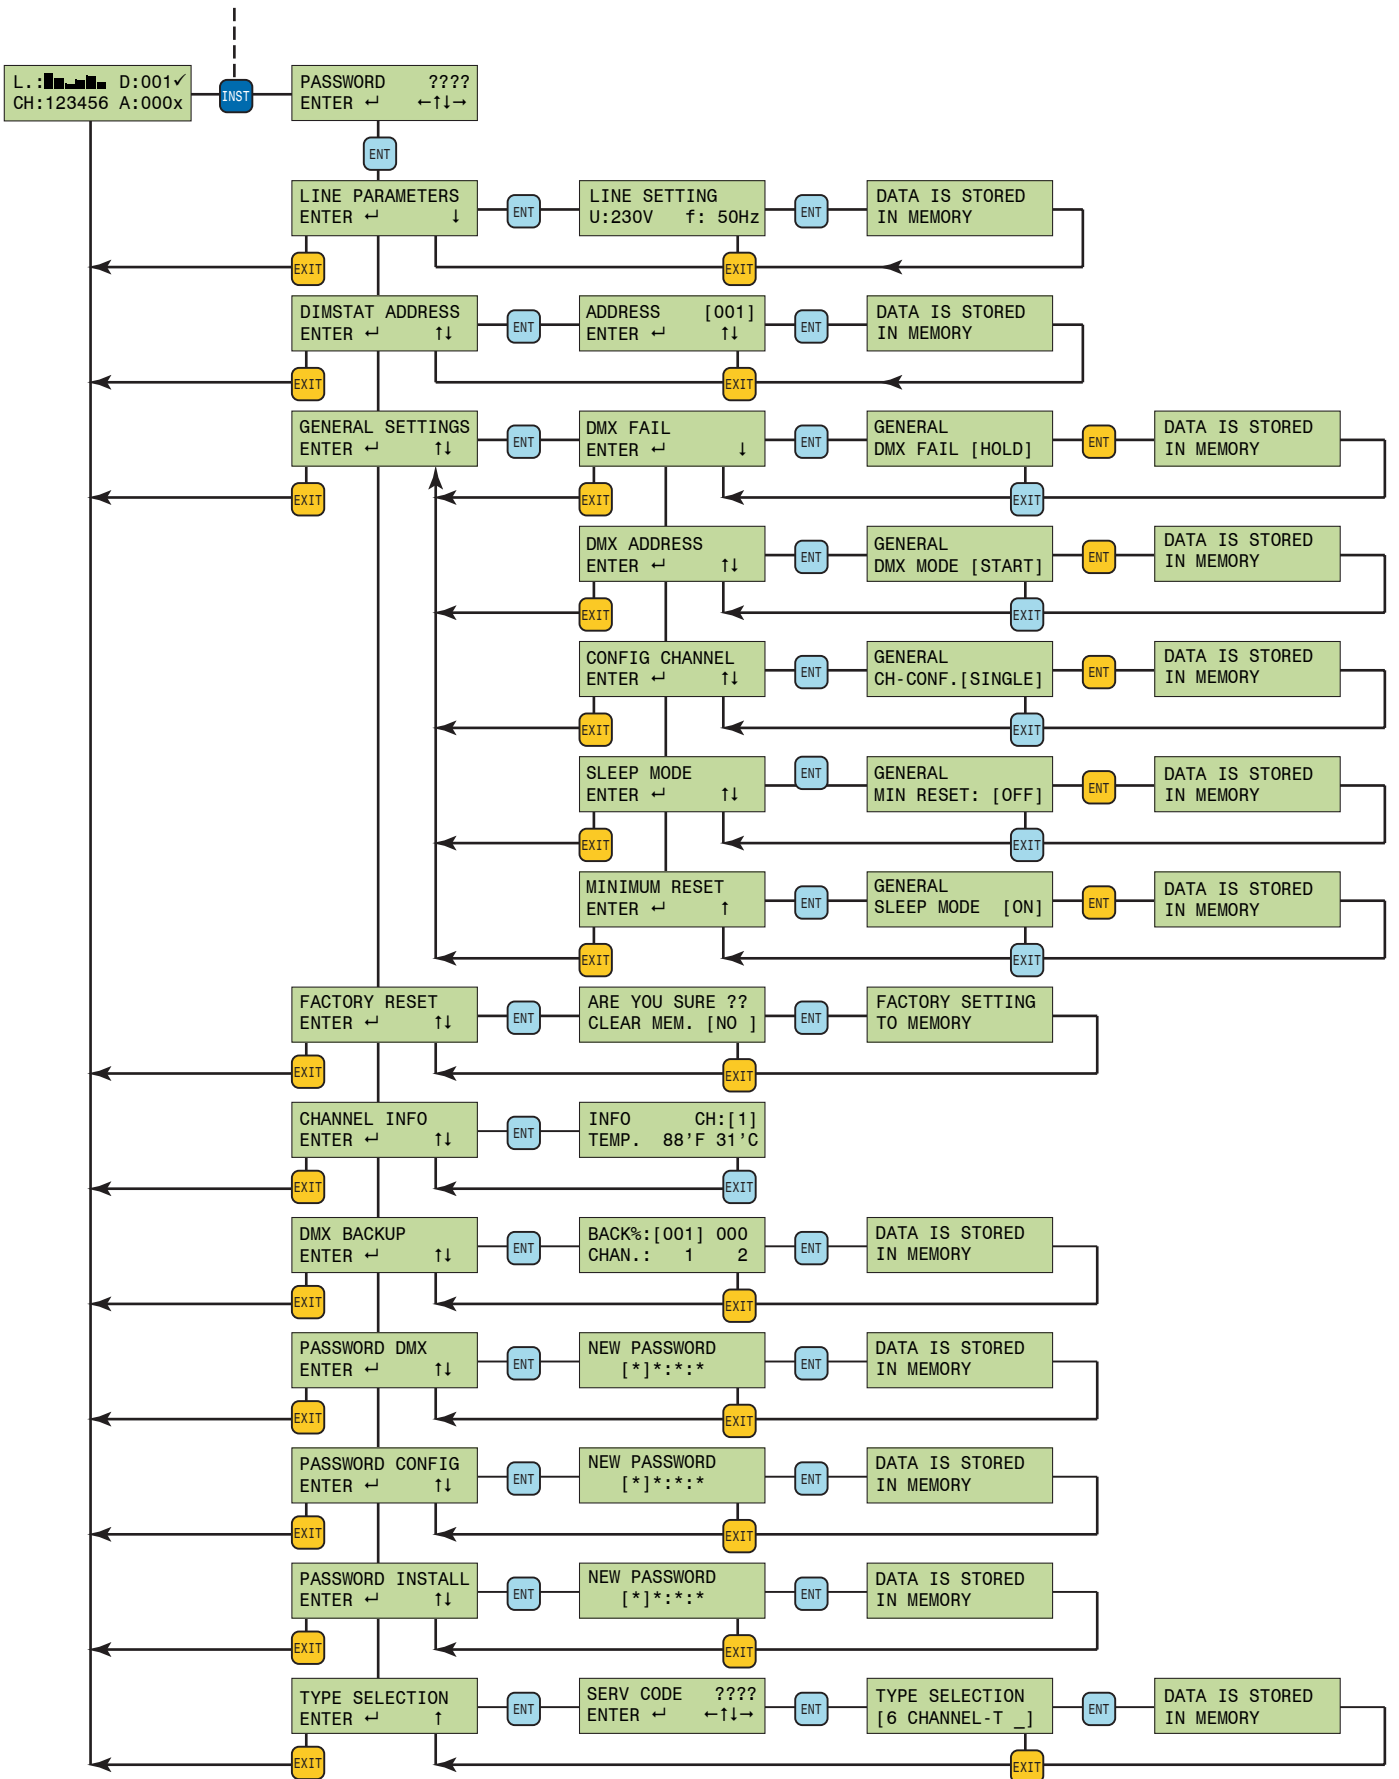 L.: D:001✓
CH:123456 A:000x
INST
PASSWORD ????
ENTER ↵ ←↑↓→
ENT
LINE PARAMETERS
ENTER ↵ ↓
ENT
LINE SETTING
U:230V f: 50Hz
ENT
DATA IS STORED
IN MEMORY
EXIT
EXIT
DIMSTAT ADDRESS
ENTER ↵ ↑↓
ENT
ADDRESS [001]
ENTER ↵ ↑↓
ENT
DATA IS STORED
IN MEMORY
EXIT
EXIT
GENERAL SETTINGS
ENTER ↵ ↑↓
ENT
DMX FAIL
ENTER ↵ ↓
ENT
GENERAL
DMX FAIL [HOLD]
ENT
DATA IS STORED
IN MEMORY
EXIT
EXIT
EXIT
DMX ADDRESS
ENTER ↵ ↑↓
ENT
GENERAL
DMX MODE [START]
ENT
DATA IS STORED
IN MEMORY
EXIT
EXIT
CONFIG CHANNEL
ENTER ↵ ↑↓
ENT
GENERAL
CH-CONF.[SINGLE]
ENT
DATA IS STORED
IN MEMORY
EXIT
EXIT
SLEEP MODE
ENTER ↵ ↑↓
ENT
GENERAL
MIN RESET: [OFF]
ENT
DATA IS STORED
IN MEMORY
EXIT
EXIT
MINIMUM RESET
ENTER ↵ ↑
ENT
GENERAL
SLEEP MODE [ON]
ENT
DATA IS STORED
IN MEMORY
EXIT
EXIT
FACTORY RESET
ENTER ↵ ↑↓
ENT
ARE YOU SURE ??
CLEAR MEM. [NO ]
ENT
FACTORY SETTING
TO MEMORY
EXIT
EXIT
CHANNEL INFO
ENTER ↵ ↑↓
ENT
INFO CH:[1]
TEMP. 88'F 31'C
EXIT
EXIT
DMX BACKUP
ENTER ↵ ↑↓
ENT
BACK%:[001] 000
CHAN.: 1 2
ENT
DATA IS STORED
IN MEMORY
EXIT
EXIT
PASSWORD DMX
ENTER ↵ ↑↓
ENT
NEW PASSWORD
[*]*:*:*
ENT
DATA IS STORED
IN MEMORY
EXIT
EXIT
PASSWORD CONFIG
ENTER ↵ ↑↓
ENT
NEW PASSWORD
[*]*:*:*
ENT
DATA IS STORED
IN MEMORY
EXIT
EXIT
PASSWORD INSTALL
ENTER ↵ ↑↓
ENT
NEW PASSWORD
[*]*:*:*
ENT
DATA IS STORED
IN MEMORY
EXIT
EXIT
TYPE SELECTION
ENTER ↵ ↑
ENT
SERV CODE ????
ENTER ↵ ←↑↓→
ENT
TYPE SELECTION
[6 CHANNEL-T _]
ENT
DATA IS STORED
IN MEMORY
EXIT
EXIT